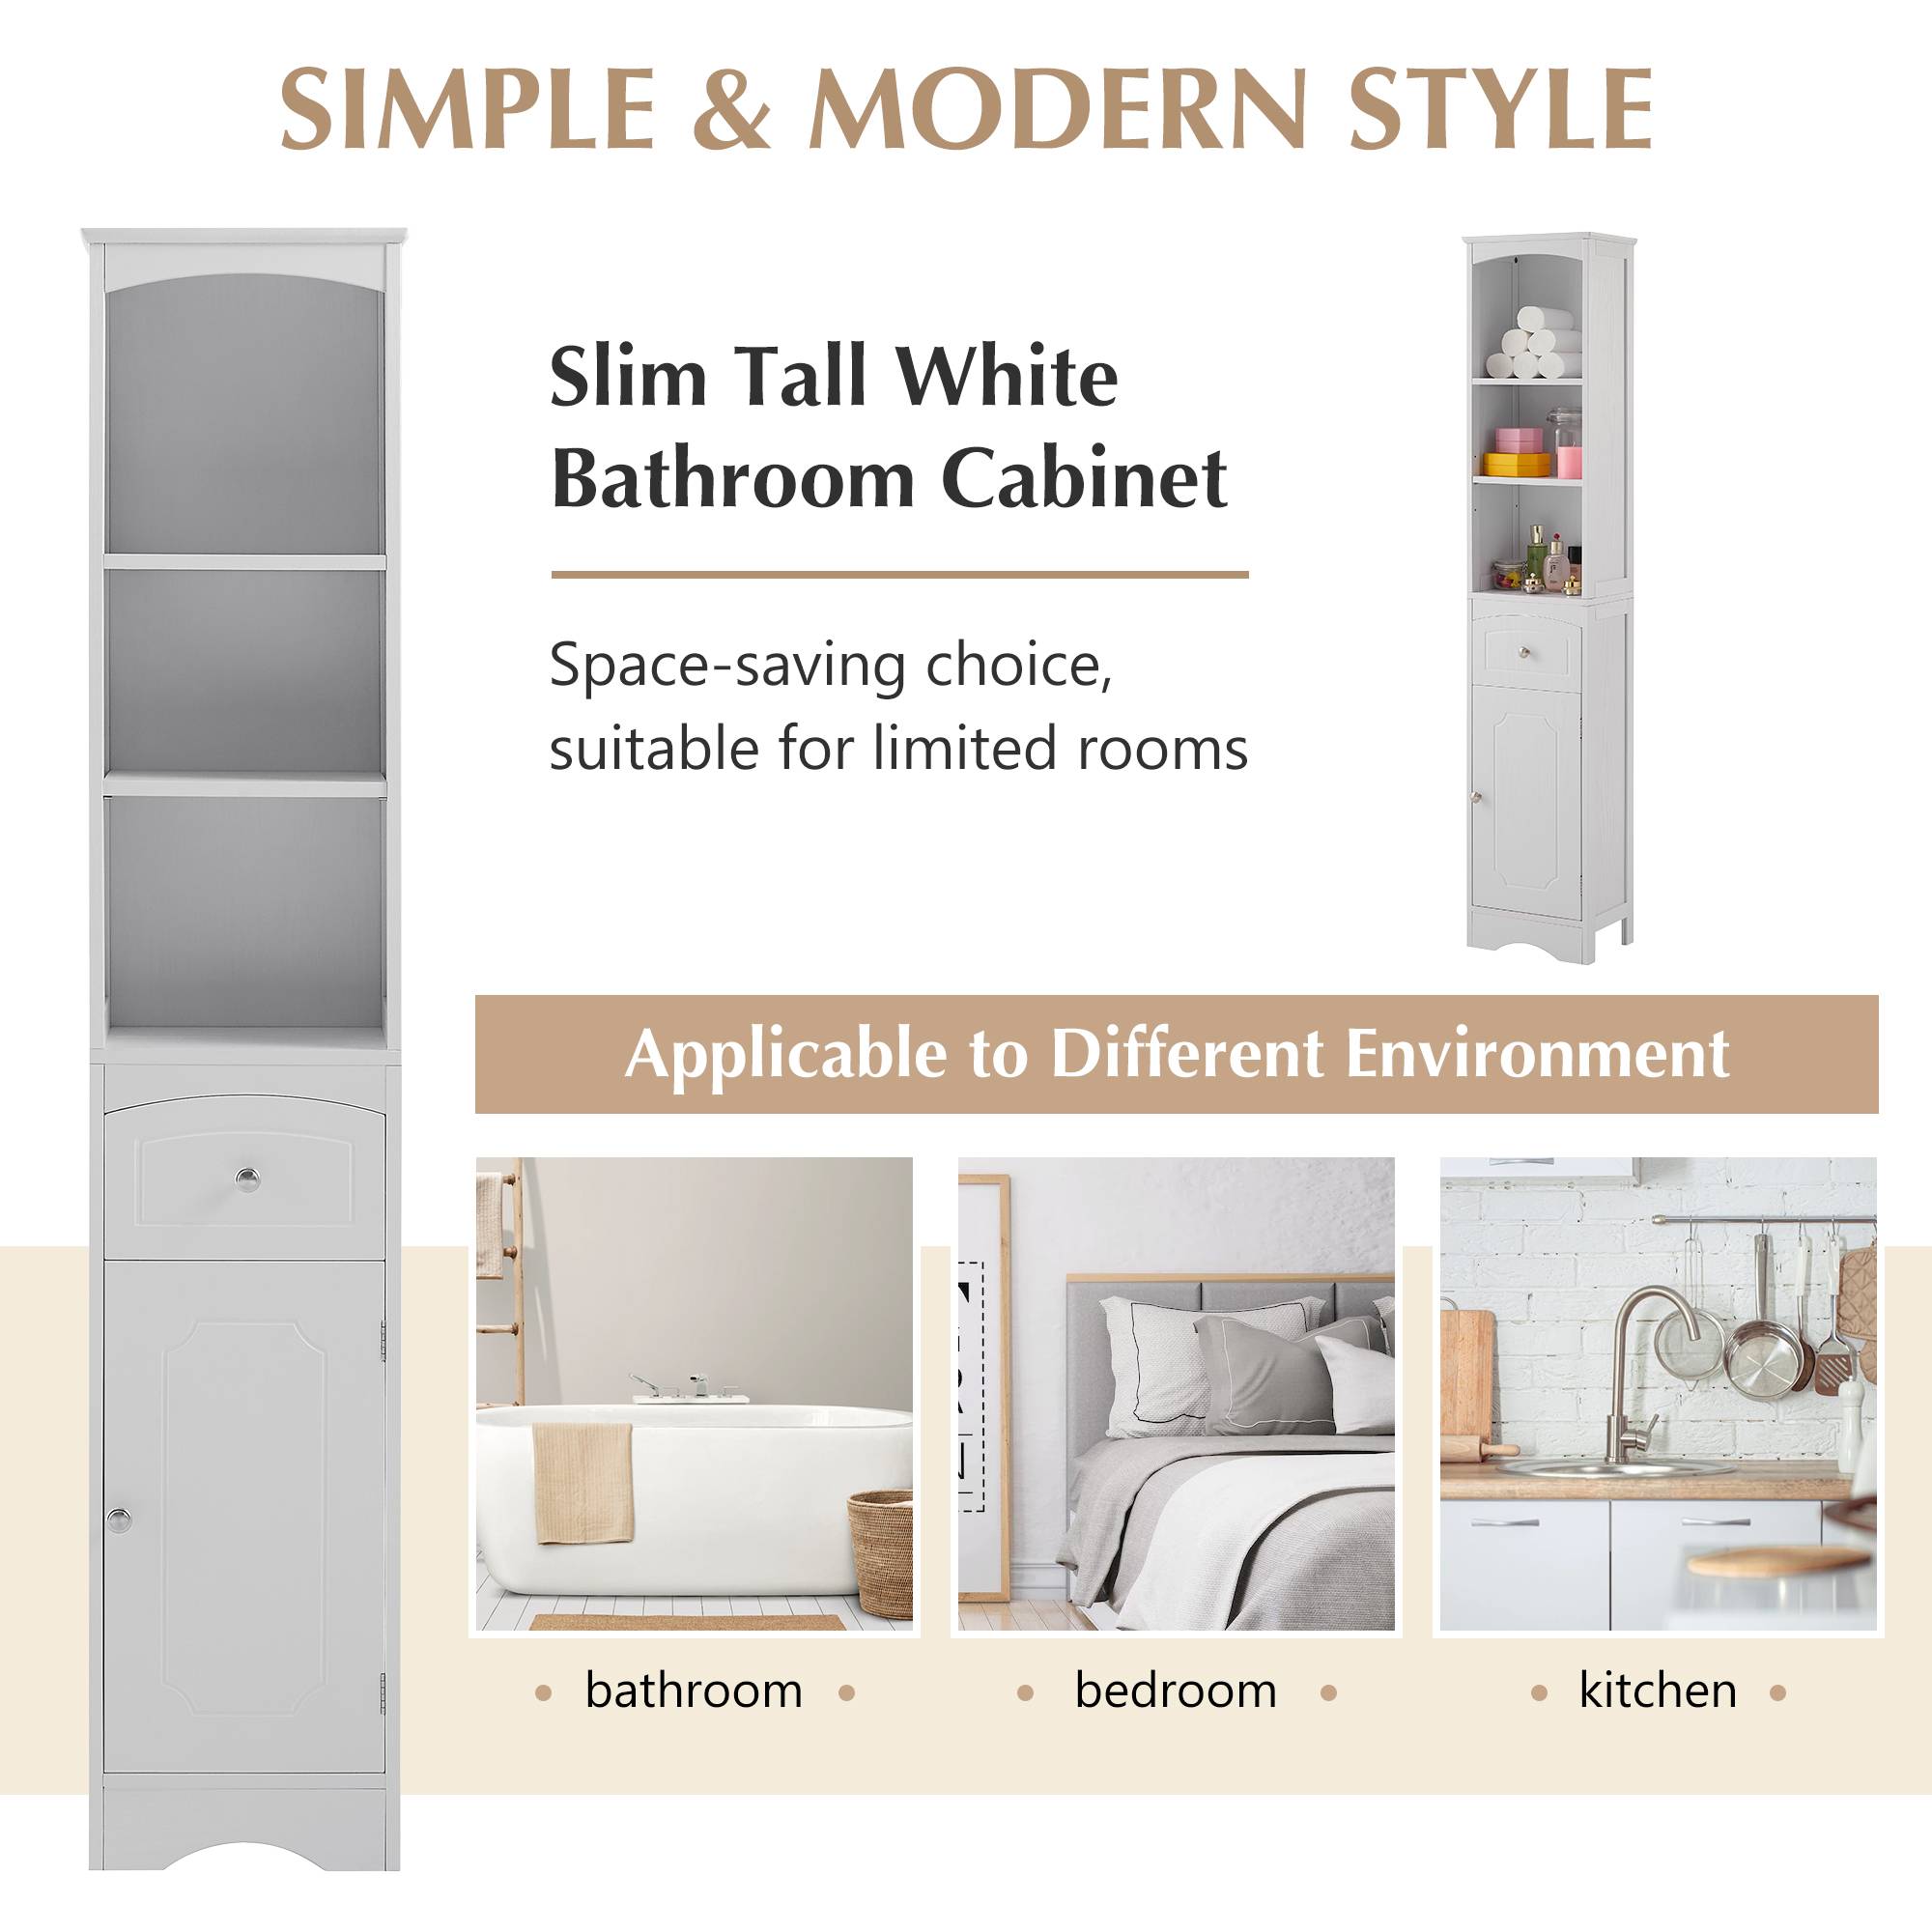 SIMPLE & MODERN STYLE
Slim Tall White
Bathroom Cabinet
Space-saving choice,
suitable for limited rooms
Applicable to Different Environment
bathroom
bedroom
kitchen